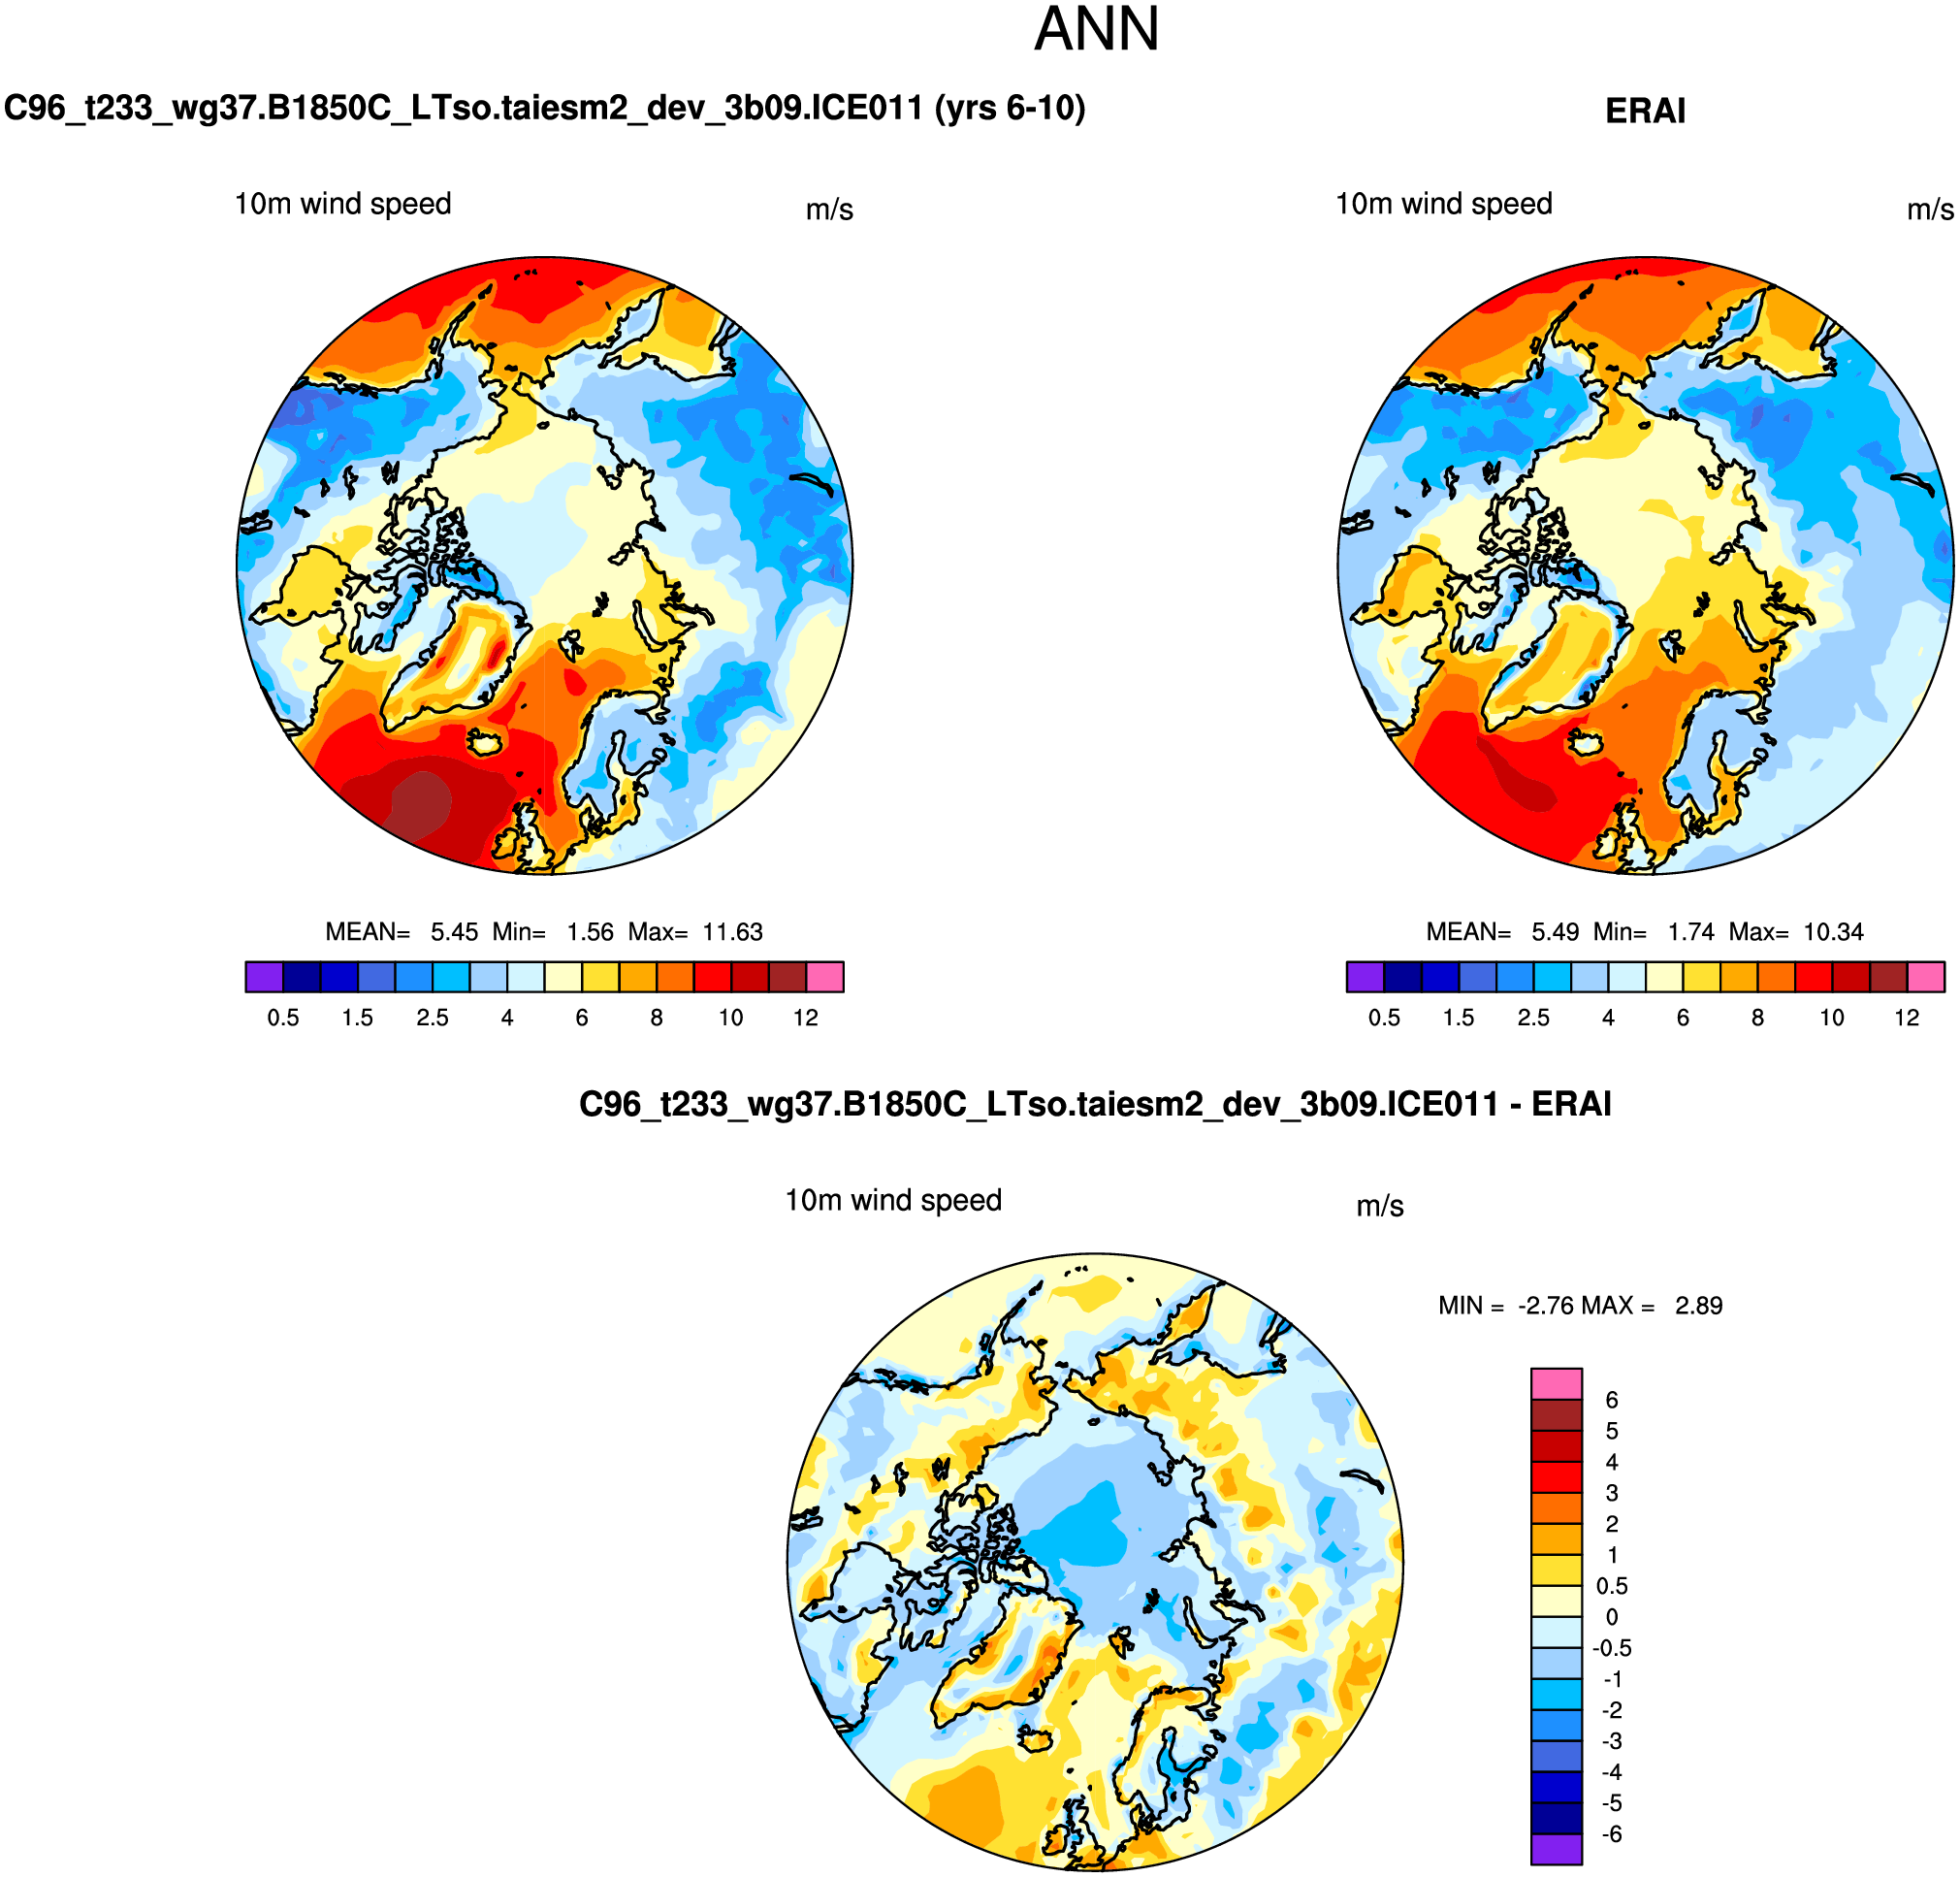 ANN
C96_t233_wg37.B1850C_LTso.taiesm2_dev_3b09.ICE011 (yrs 6-10)
ERAI
10m wind speed m/s
10m wind speed m/s
MEAN= 5.45 Min= 1.56 Max= 11.63
0.5 1.5 2.5 4 6 8 10 12
MEAN= 5.49 Min= 1.74 Max= 10.34
0.5 1.5 2.5 4 6 8 10 12
C96_t233_wg37.B1850C_LTso.taiesm2_dev_3b09.ICE011 - ERAI
10m wind speed m/s
MIN = -2.76 MAX = 2.89
6
5
4
3
2
1
0.5
0
-0.5
-1
-2
-3
-4
-5
-6